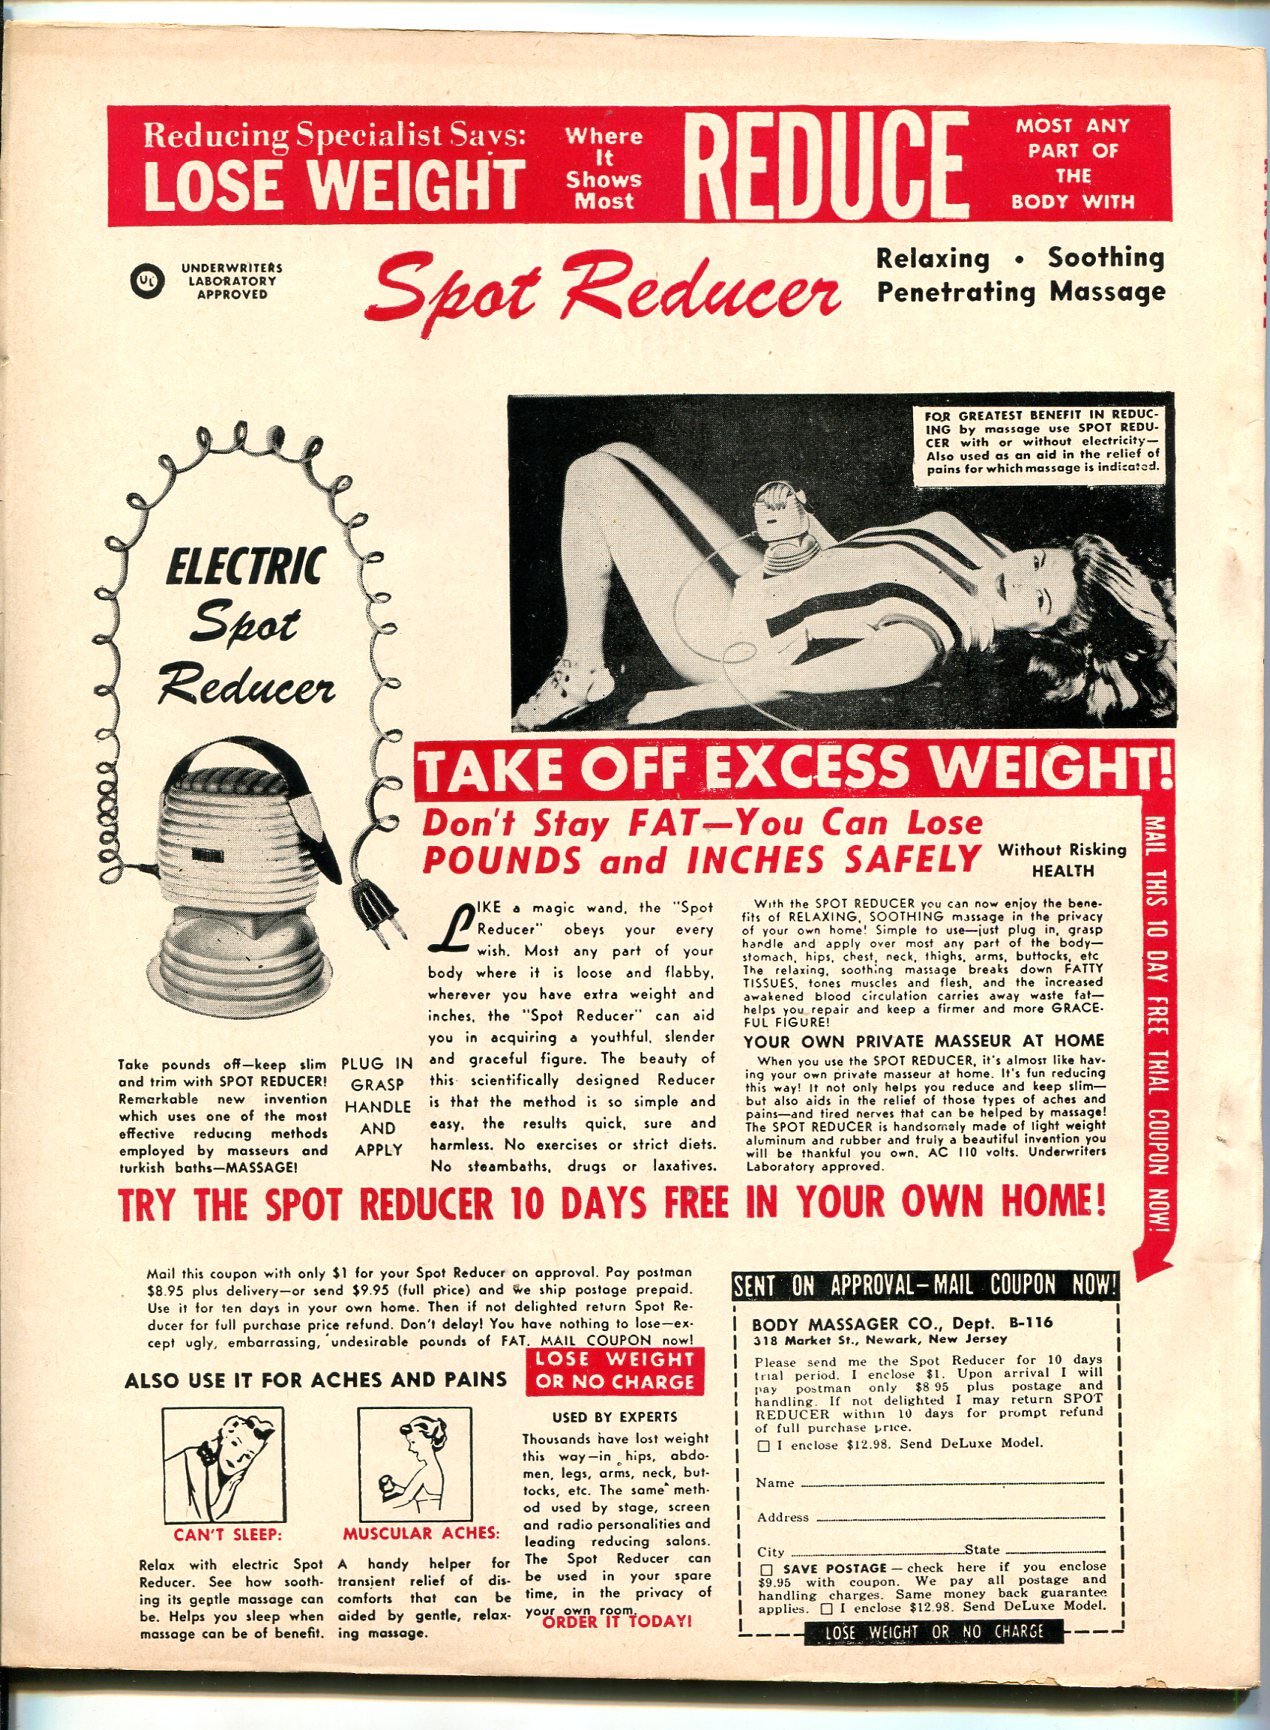 Reducing Specialist Says:
LOSE WEIGHT
Where
It
Shows
Most
REDUCE
MOST ANY
PART OF
THE
BODY WITH
UL
UNDERWRITERS
LABORATORY
APPROVED
Spot Reducer
Relaxing • Soothing
Penetrating Massage
FOR GREATEST BENEFIT IN REDUC-
ING by massage use SPOT REDU-
CER with or without electricity—
Also used as an aid in the relief of
pains for which massage is indicated.
ELECTRIC
Spot
Reducer
TAKE OFF EXCESS WEIGHT!
Don't Stay FAT—You Can Lose
POUNDS and INCHES SAFELY
Without Risking
HEALTH
MAIL THIS 10 DAY FREE TRIAL COUPON NOW!
LIKE a magic wand, the "Spot
Reducer" obeys your every
wish. Most any part of your
body where it is loose and flabby,
wherever you have extra weight and
inches, the "Spot Reducer" can aid
you in acquiring a youthful, slender
and graceful figure. The beauty of
this scientifically designed Reducer
is that the method is so simple and
easy, the results quick, sure and
harmless. No exercises or strict diets.
No steambaths, drugs or laxatives.
With the SPOT REDUCER you can now enjoy the bene-
fits of RELAXING, SOOTHING massage in the privacy
of your own home! Simple to use—just plug in, grasp
handle and apply over most any part of the body—
stomach, hips, chest, neck, thighs, arms, buttocks, etc
The relaxing, soothing massage breaks down FATTY
TISSUES, tones muscles and flesh, and the increased
awakened blood circulation carries away waste fat—
helps you repair and keep a firmer and more GRACE-
FUL FIGURE!
YOUR OWN PRIVATE MASSEUR AT HOME
When you use the SPOT REDUCER, it's almost like hav-
ing your own private masseur at home. It's fun reducing
this way! It not only helps you reduce and keep slim—
but also aids in the relief of those types of aches and
pains—and tired nerves that can be helped by massage!
The SPOT REDUCER is handsomely made of light weight
aluminum and rubber and truly a beautiful invention you
will be thankful you own. AC 110 volts. Underwriters
Laboratory approved.
Take pounds off—keep slim
and trim with SPOT REDUCER!
Remarkable new invention
which uses one of the most
effective reducing methods
employed by masseurs and
turkish baths—MASSAGE!
PLUG IN
GRASP
HANDLE
AND
APPLY
TRY THE SPOT REDUCER 10 DAYS FREE IN YOUR OWN HOME!
Mail this coupon with only $1 for your Spot Reducer on approval. Pay postman
$8.95 plus delivery—or send $9.95 (full price) and we ship postage prepaid.
Use it for ten days in your own home. Then if not delighted return Spot Re-
ducer for full purchase price refund. Don't delay! You have nothing to lose—ex-
cept ugly, embarrassing, undesirable pounds of FAT. MAIL COUPON now!
ALSO USE IT FOR ACHES AND PAINS
LOSE WEIGHT
OR NO CHARGE
CAN'T SLEEP:
Relax with electric Spot
Reducer. See how sooth-
ing its gentle massage can
be. Helps you sleep when
massage can be of benefit.
MUSCULAR ACHES:
A handy helper for
transient relief of dis-
comforts that can be
aided by gentle, relax-
ing massage.
USED BY EXPERTS
Thousands have lost weight
this way—in hips, abdo-
men, legs, arms, neck, but-
tocks, etc. The same meth-
od used by stage, screen
and radio personalities and
leading reducing salons.
The Spot Reducer can
be used in your spare
time, in the privacy of
your own room.
ORDER IT TODAY!
SENT ON APPROVAL—MAIL COUPON NOW!
BODY MASSAGER CO., Dept. B-116
318 Market St., Newark, New Jersey
Please send me the Spot Reducer for 10 days
trial period. I enclose $1. Upon arrival I will
pay postman only $8 95 plus postage and
handling. If not delighted I may return SPOT
REDUCER within 10 days for prompt refund
of full purchase price.
☐ I enclose $12.98. Send DeLuxe Model.
Name
Address
City State
☐ SAVE POSTAGE — check here if you enclose
$9.95 with coupon. We pay all postage and
handling charges. Same money back guarantee
applies. ☐ I enclose $12.98. Send DeLuxe Model.
LOSE WEIGHT OR NO CHARGE